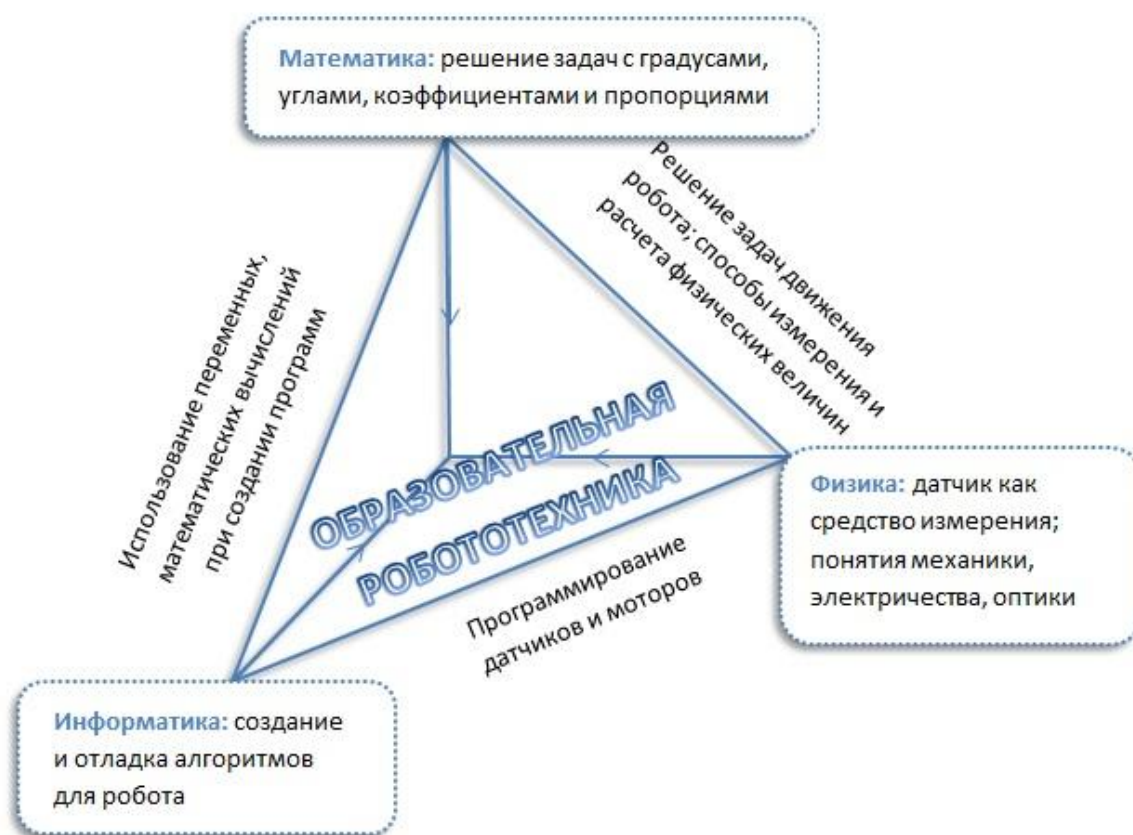 Математика: решение задач с градусами,
углами, коэффициентами и пропорциями
Решение задач движения
робота; способы измерения и
расчета физических величин
Использование переменных,
математических вычислений
при создании программ
ОБРАЗОВАТЕЛЬНАЯ
РОБОТОТЕХНИКА
Физика: датчик как
средство измерения;
понятия механики,
электричества, оптики
Программирование
датчиков и моторов
Информатика: создание
и отладка алгоритмов
для робота